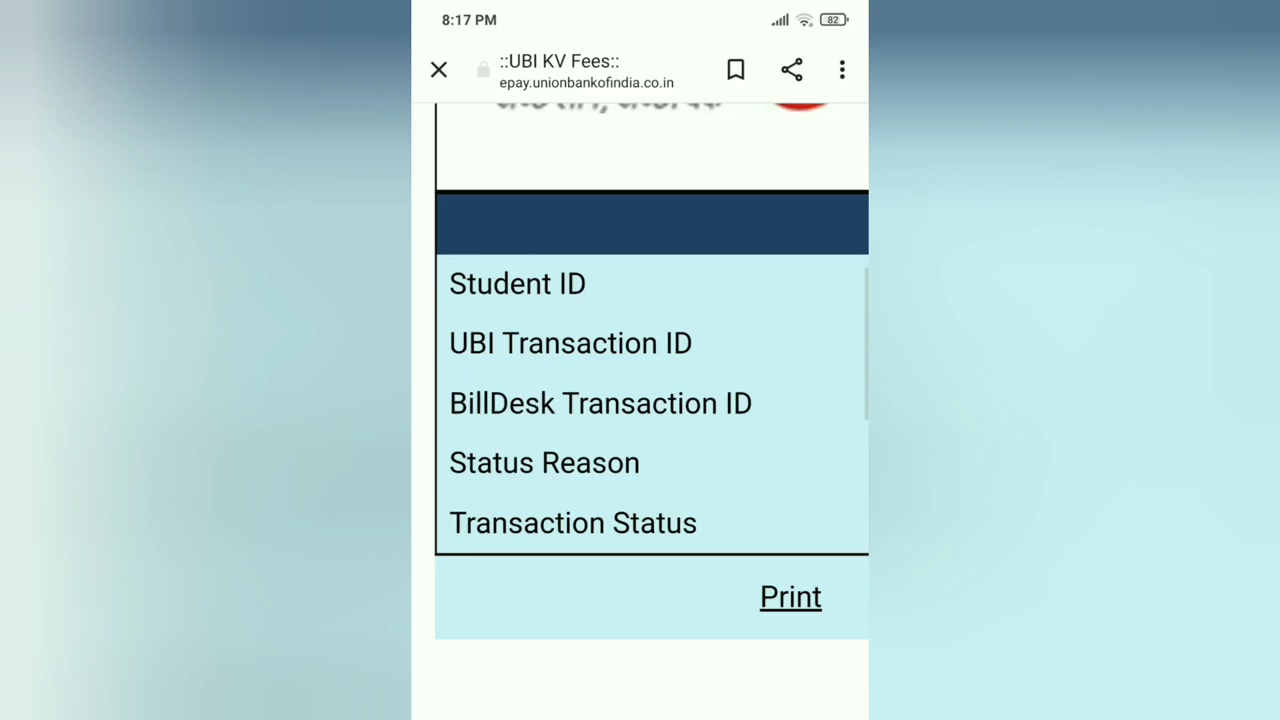 8:17 PM
82
::UBI KV Fees::
epay.unionbankofindia.co.in
Student ID
UBI Transaction ID
BillDesk Transaction ID
Status Reason
Transaction Status
Print